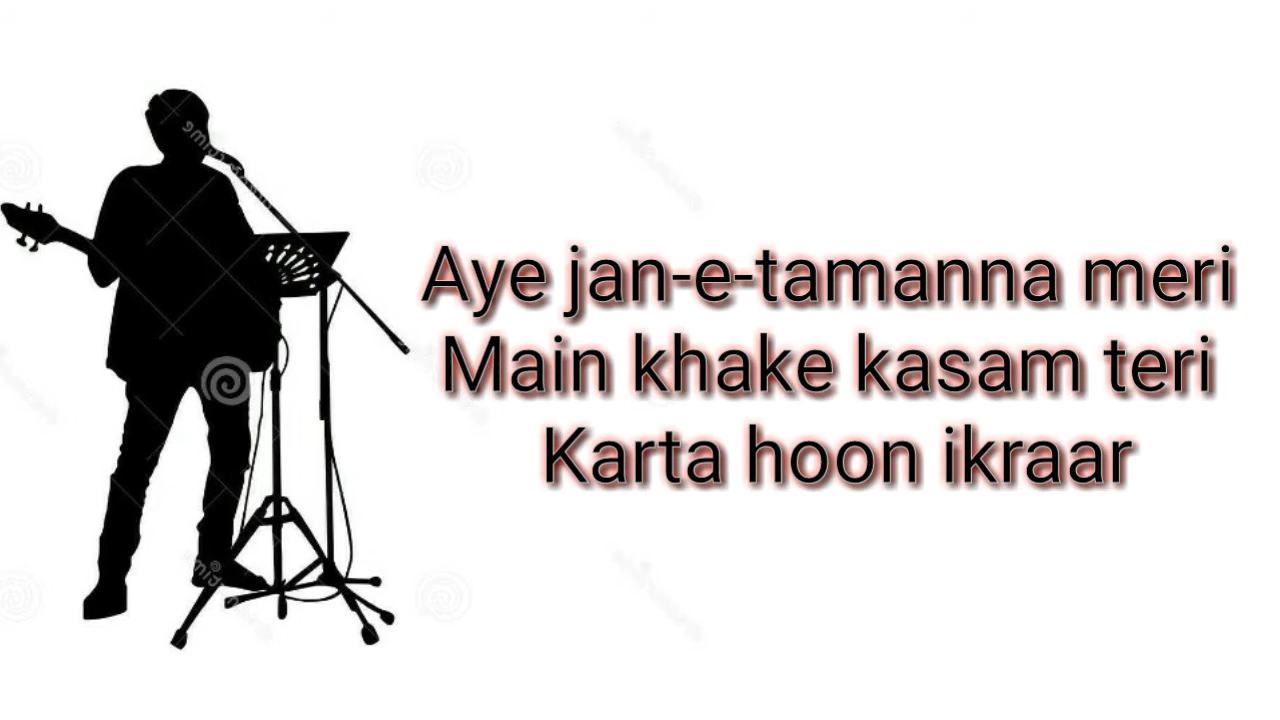 Aye jan-e-tamanna meri
Main khake kasam teri
Karta hoon ikraar